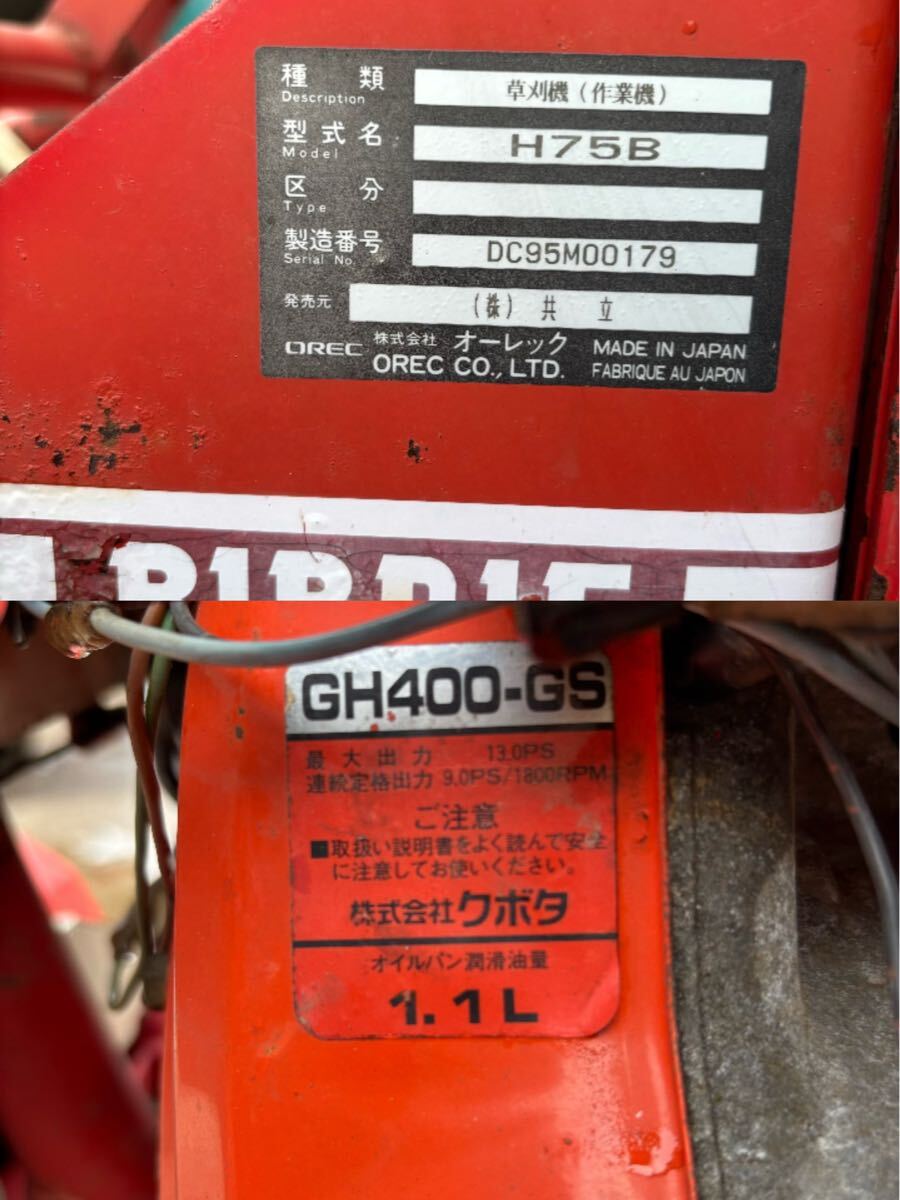 種類 草刈機(作業機)
Description
型式名 H75B
Model
区分
Type
製造番号 DC95M00179
Serial No.
発売元 (株)共立
OREC 株式会社 オーレック MADE IN JAPAN
OREC CO., LTD. FABRIQUE AU JAPON
BIRDIE
GH400-GS
最大出力 13.0PS
連続定格出力 9.0PS/1800RPM
ご注意
■取扱い説明書をよく読んで安全
に注意してお使いください。
株式会社クボタ
オイルパン潤滑油量
1.1L